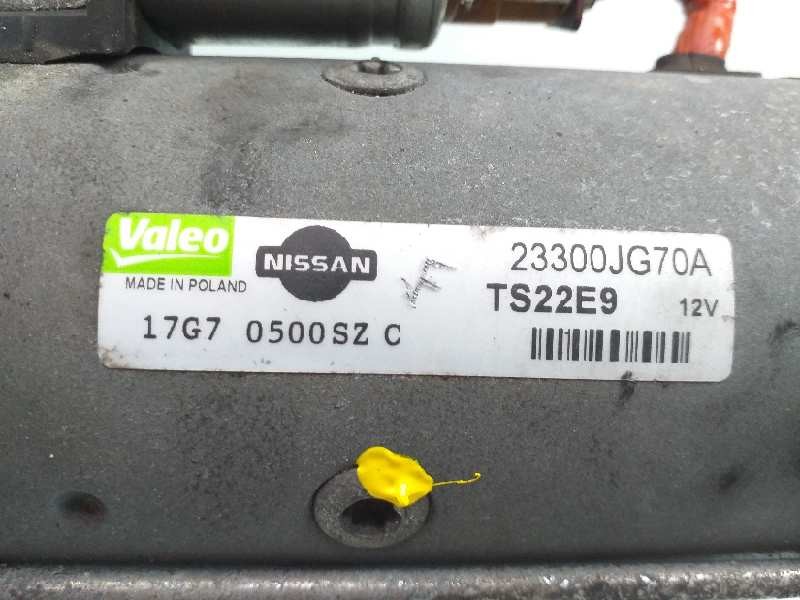 Valeo
NISSAN
23300JG70A
MADE IN POLAND
TS22E9 12V
17G7 0500SZ C